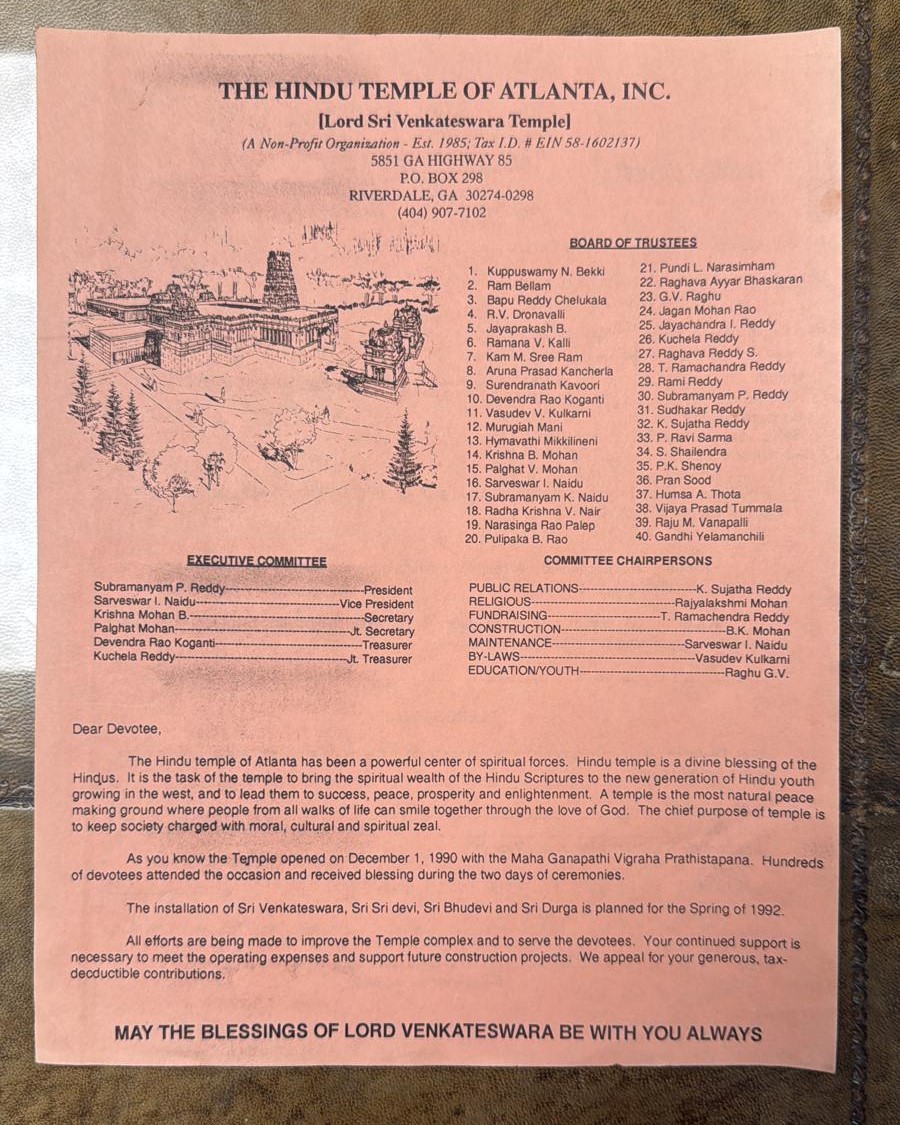 THE HINDU TEMPLE OF ATLANTA, INC.
[Lord Sri Venkateswara Temple]
(A Non-Profit Organization - Est. 1985; Tax I.D. # EIN 58-1602137)
5851 GA HIGHWAY 85
P.O. BOX 298
RIVERDALE, GA 30274-0298
(404) 907-7102
BOARD OF TRUSTEES
1. Kuppuswamy N. Bekki
2. Ram Bellam
3. Bapu Reddy Chelukala
4. R.V. Dronavalli
5. Jayaprakash B.
6. Ramana V. Kalli
7. Kam M. Sree Ram
8. Aruna Prasad Kancherla
9. Surendranath Kavoori
10. Devendra Rao Koganti
11. Vasudev V. Kulkarni
12. Murugiah Mani
13. Hymavathi Mikkilineni
14. Krishna B. Mohan
15. Palghat V. Mohan
16. Sarveswar I. Naidu
17. Subramanyam K. Naidu
18. Radha Krishna V. Nair
19. Narasinga Rao Palep
20. Pulipaka B. Rao
21. Pundi L. Narasimham
22. Raghava Ayyar Bhaskaran
23. G.V. Raghu
24. Jagan Mohan Rao
25. Jayachandra I. Reddy
26. Kuchela Reddy
27. Raghava Reddy S.
28. T. Ramachandra Reddy
29. Rami Reddy
30. Subramanyam P. Reddy
31. Sudhakar Reddy
32. K. Sujatha Reddy
33. P. Ravi Sarma
34. S. Shailendra
35. P.K. Shenoy
36. Pran Sood
37. Humsa A. Thota
38. Vijaya Prasad Tummala
39. Raju M. Vanapalli
40. Gandhi Yelamanchili
EXECUTIVE COMMITTEE
Subramanyam P. Reddy-----President
Sarveswar I. Naidu-----Vice President
Krishna Mohan B.-----Secretary
Palghat Mohan-----Jt. Secretary
Devendra Rao Koganti-----Treasurer
Kuchela Reddy-----Jt. Treasurer
COMMITTEE CHAIRPERSONS
PUBLIC RELATIONS-----K. Sujatha Reddy
RELIGIOUS-----Rajyalakshmi Mohan
FUNDRAISING-----T. Ramachendra Reddy
CONSTRUCTION-----B.K. Mohan
MAINTENANCE-----Sarveswar I. Naidu
BY-LAWS-----Vasudev Kulkarni
EDUCATION/YOUTH-----Raghu G.V.
Dear Devotee,
The Hindu temple of Atlanta has been a powerful center of spiritual forces. Hindu temple is a divine blessing of the
Hindus. It is the task of the temple to bring the spiritual wealth of the Hindu Scriptures to the new generation of Hindu youth
growing in the west, and to lead them to success, peace, prosperity and enlightenment. A temple is the most natural peace
making ground where people from all walks of life can smile together through the love of God. The chief purpose of temple is
to keep society charged with moral, cultural and spiritual zeal.
As you know the Temple opened on December 1, 1990 with the Maha Ganapathi Vigraha Prathistapana. Hundreds
of devotees attended the occasion and received blessing during the two days of ceremonies.
The installation of Sri Venkateswara, Sri Sri devi, Sri Bhudevi and Sri Durga is planned for the Spring of 1992.
All efforts are being made to improve the Temple complex and to serve the devotees. Your continued support is
necessary to meet the operating expenses and support future construction projects. We appeal for your generous, tax-
decductible contributions.
MAY THE BLESSINGS OF LORD VENKATESWARA BE WITH YOU ALWAYS